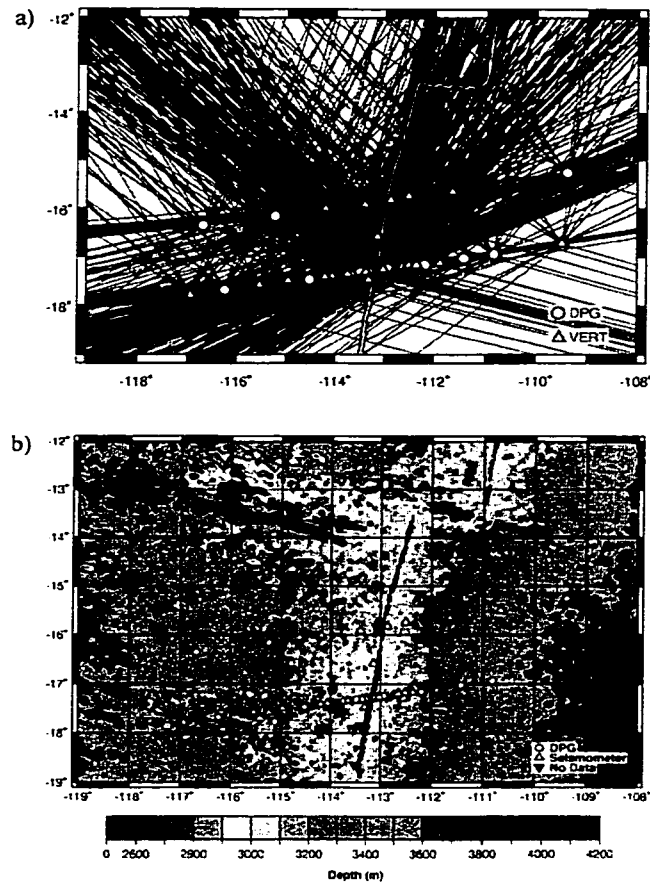 a)
-12°
-14°
-16°
-18°
DPG
VERT
-118° -116° -114° -112° -110° -108°
b)
-12°
-13°
-14°
-15°
-16°
-17°
-18°
-19°
DPG
Seismometer
No Data
-119° -118° -117° -116° -115° -114° -113° -112° -111° -110° -109° -108°
0 2600 2800 3000 3200 3400 3600 3800 4000 4200
Depth (m)